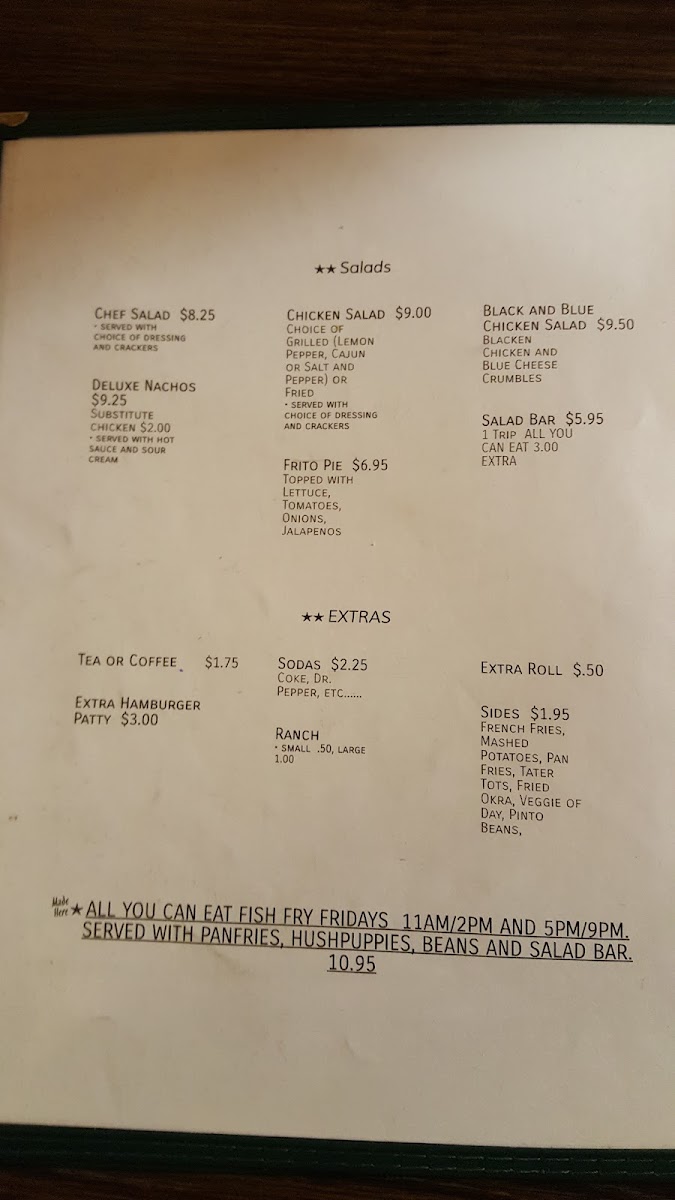 ★★ Salads
CHEF SALAD $8.25
• SERVED WITH
CHOICE OF DRESSING
AND CRACKERS
DELUXE NACHOS
$9.25
SUBSTITUTE
CHICKEN $2.00
• SERVED WITH HOT
SAUCE AND SOUR
CREAM
CHICKEN SALAD $9.00
CHOICE OF
GRILLED (LEMON
PEPPER, CAJUN
OR SALT AND
PEPPER) OR
FRIED
• SERVED WITH
CHOICE OF DRESSING
AND CRACKERS
FRITO PIE $6.95
TOPPED WITH
LETTUCE,
TOMATOES,
ONIONS,
JALAPENOS
BLACK AND BLUE
CHICKEN SALAD $9.50
BLACKEN
CHICKEN AND
BLUE CHEESE
CRUMBLES
SALAD BAR $5.95
1 TRIP ALL YOU
CAN EAT 3.00
EXTRA
★★ EXTRAS
TEA OR COFFEE $1.75
EXTRA HAMBURGER
PATTY $3.00
SODAS $2.25
COKE, DR.
PEPPER, ETC......
RANCH
• SMALL .50, LARGE
1.00
EXTRA ROLL $.50
SIDES $1.95
FRENCH FRIES,
MASHED
POTATOES, PAN
FRIES, TATER
TOTS, FRIED
OKRA, VEGGIE OF
DAY, PINTO
BEANS,
Made
Here
★ ALL YOU CAN EAT FISH FRY FRIDAYS 11AM/2PM AND 5PM/9PM.
SERVED WITH PANFRIES, HUSHPUPPIES, BEANS AND SALAD BAR.
10.95